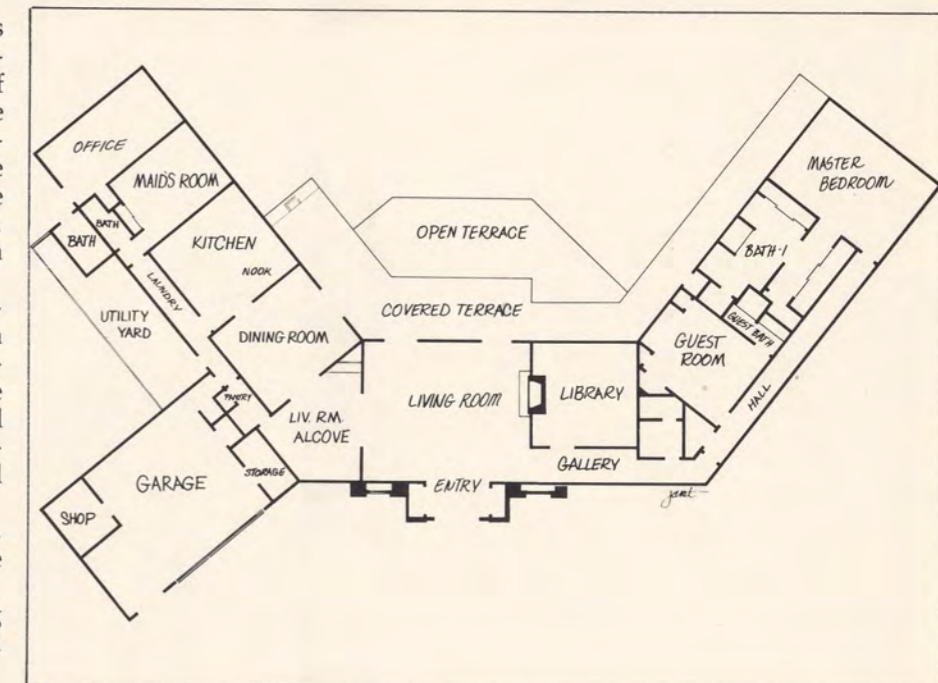 OFFICE
MAID'S ROOM
BATH
BATH
KITCHEN
NOOK
LAUNDRY
UTILITY
YARD
DINING ROOM
PANTRY
LIV. RM.
ALCOVE
STORAGE
GARAGE
SHOP
OPEN TERRACE
COVERED TERRACE
LIVING ROOM
LIBRARY
GALLERY
ENTRY
MASTER
BEDROOM
BATH-1
GUEST BATH
GUEST
ROOM
HALL